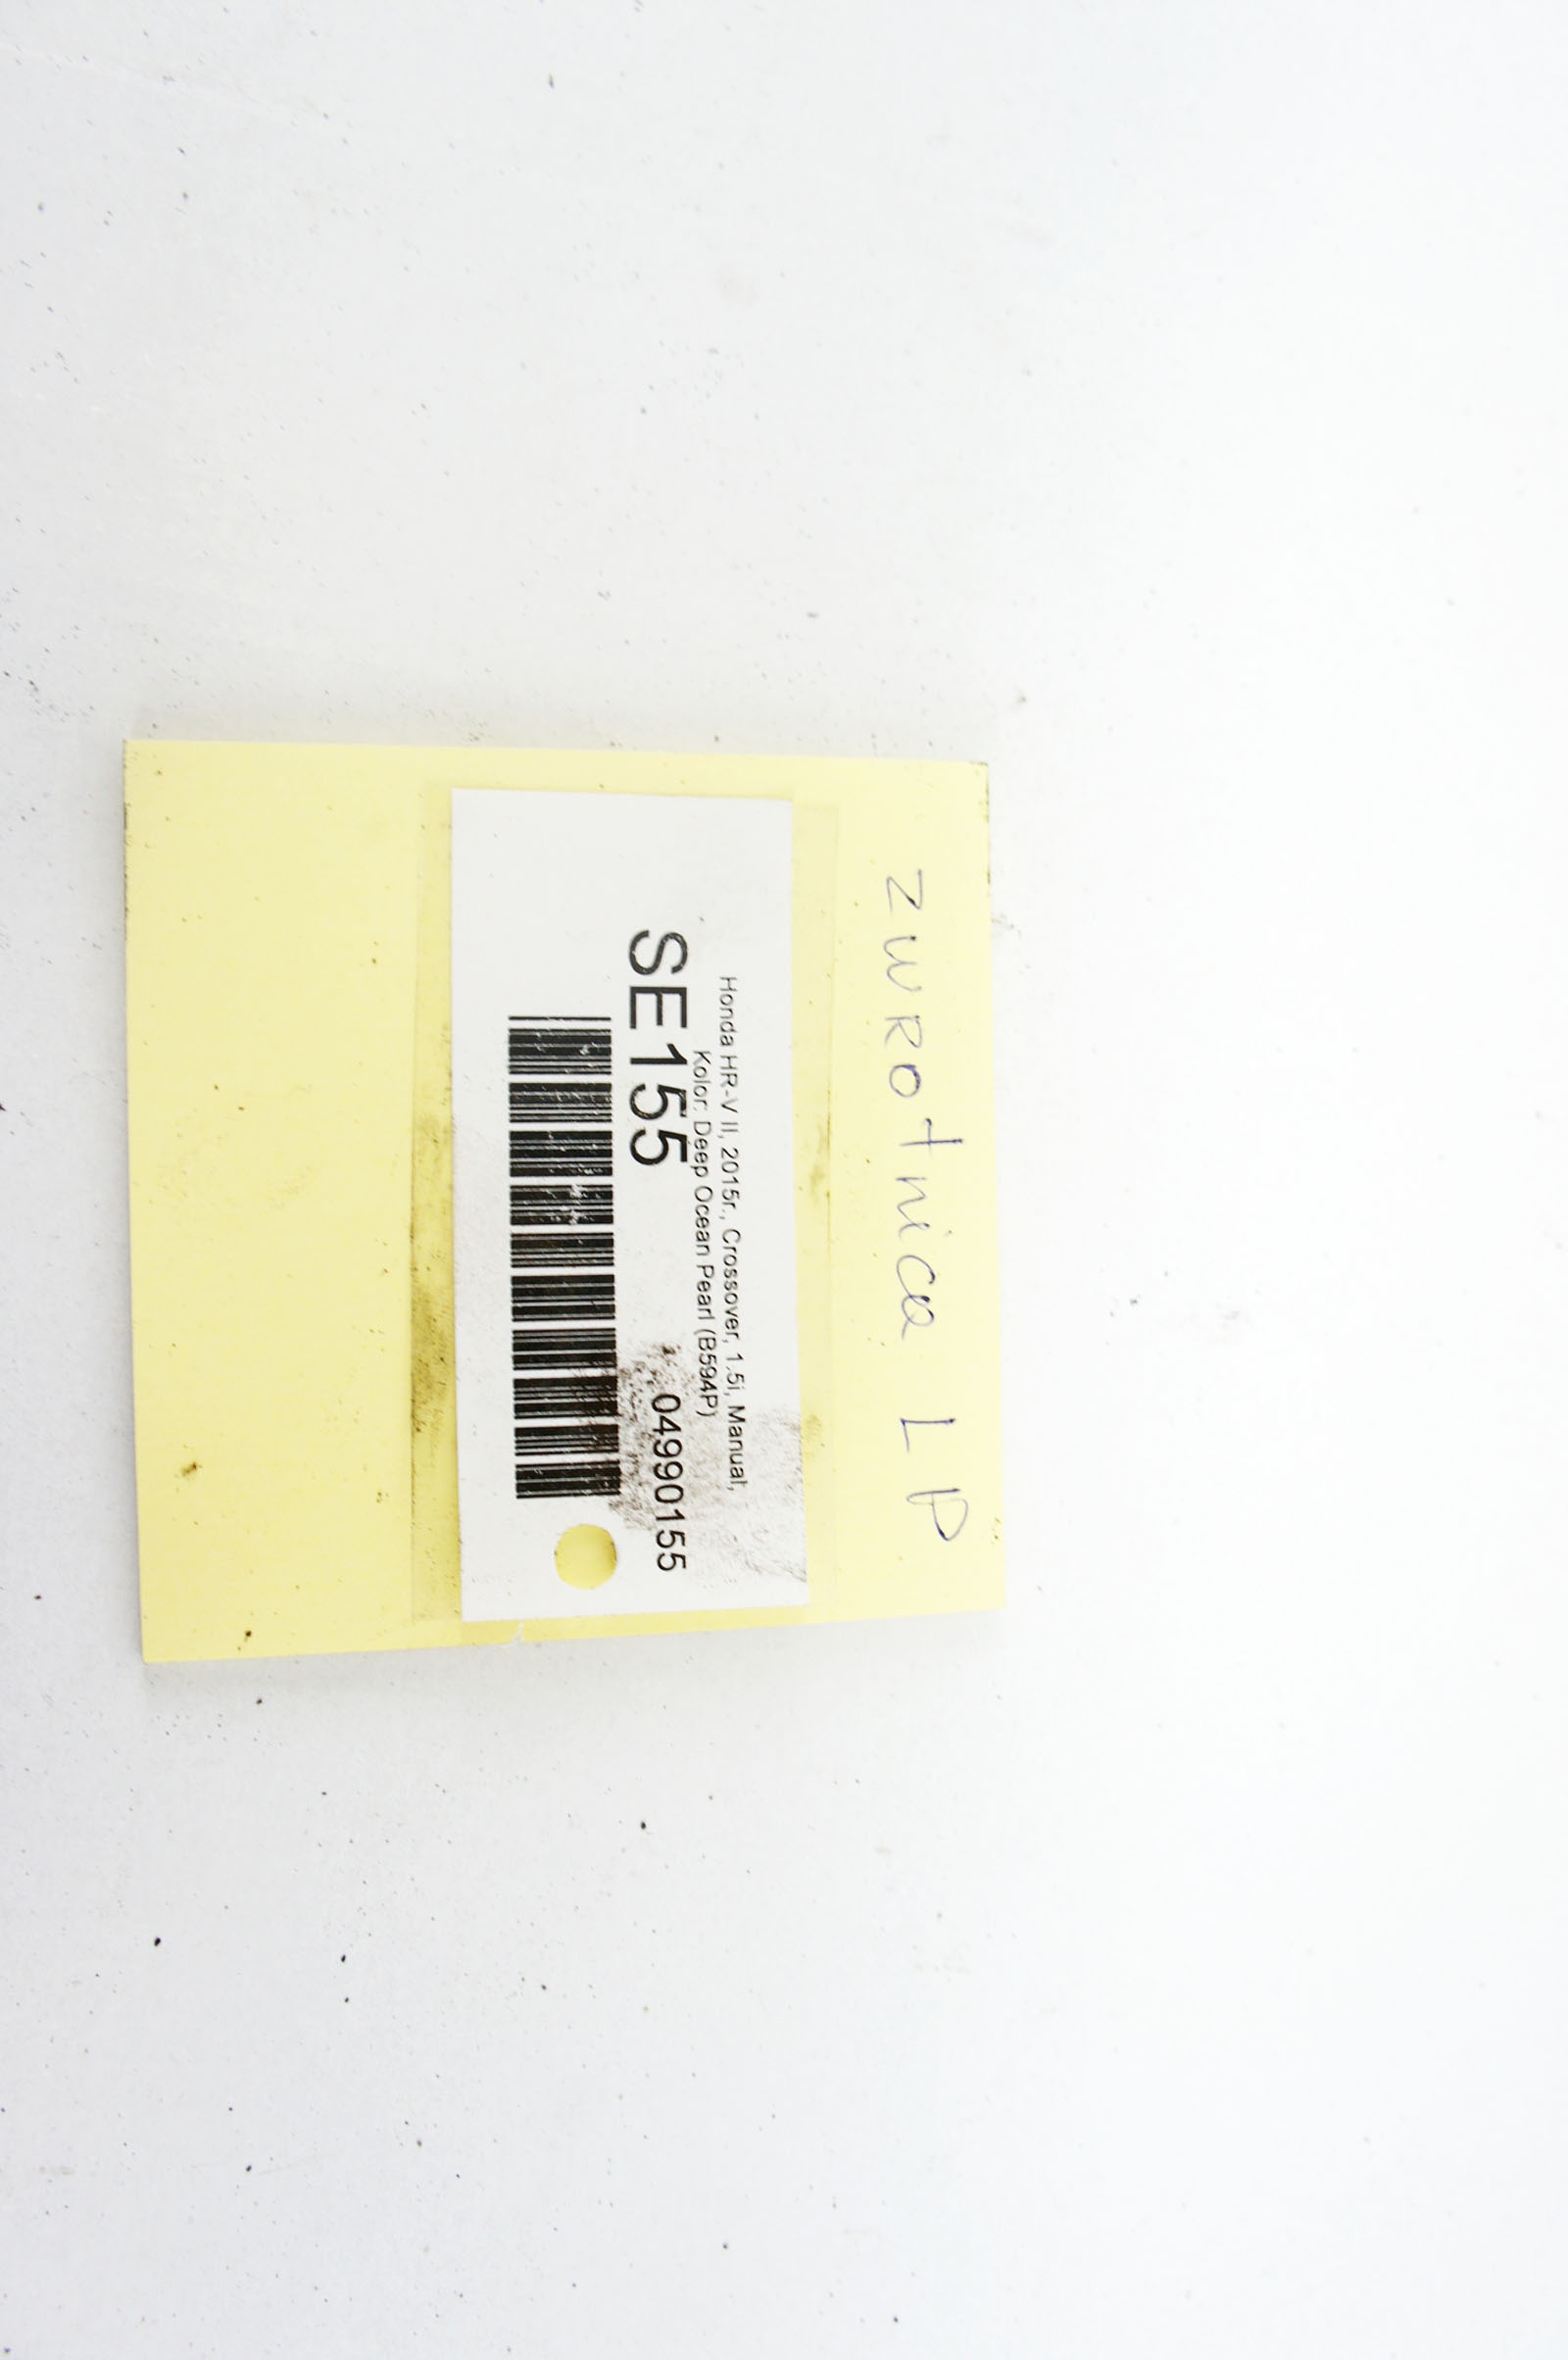 zwrotnica LP
Honda HR-V II, 2015r., Crossover, 1.5i, Manual,
Kolor: Deep Ocean Pearl (B594P)
SE155 04990155